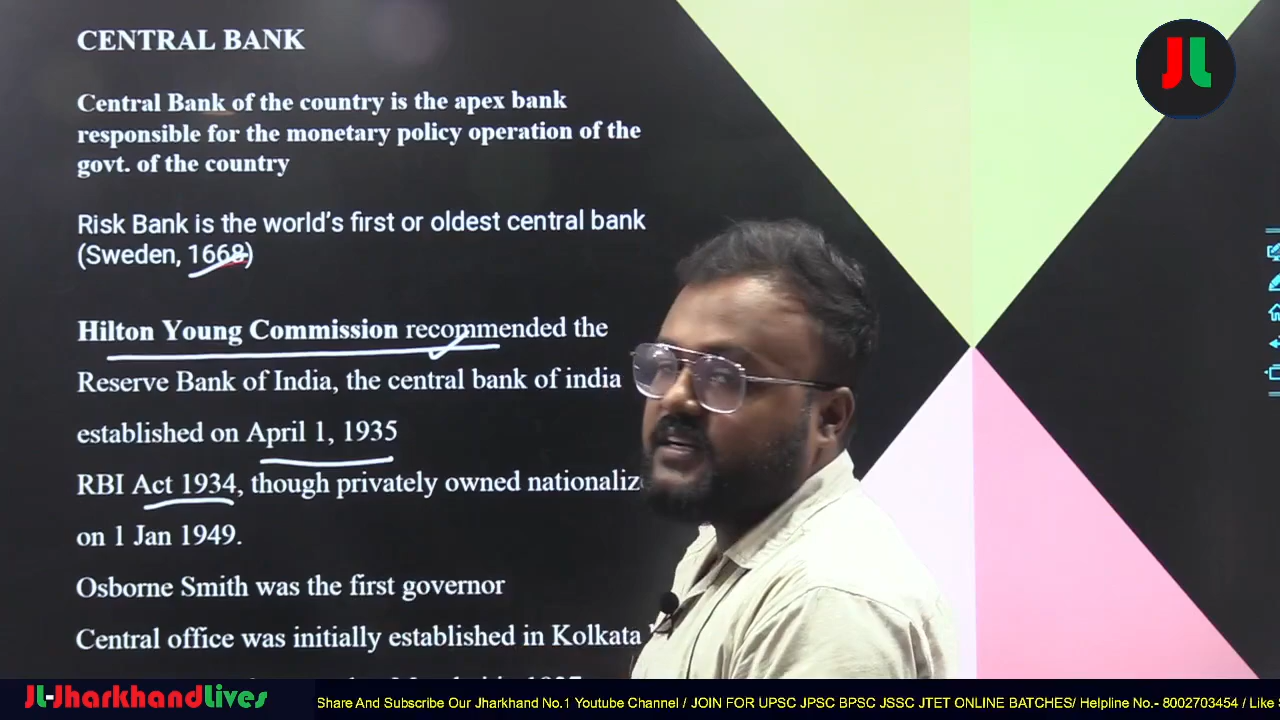 CENTRAL BANK
Central Bank of the country is the apex bank
responsible for the monetary policy operation of the
govt. of the country
Risk Bank is the world's first or oldest central bank
(Sweden, 1668)
Hilton Young Commission recommended the
Reserve Bank of India, the central bank of india
established on April 1, 1935
RBI Act 1934, though privately owned nationaliz
on 1 Jan 1949.
Osborne Smith was the first governor
Central office was initially established in Kolkata
JL
JL-JharkhandLives
Share And Subscribe Our Jharkhand No.1 Youtube Channel / JOIN FOR UPSC JPSC BPSC JSSC JTET ONLINE BATCHES/ Helpline No.- 8002703454 / Like